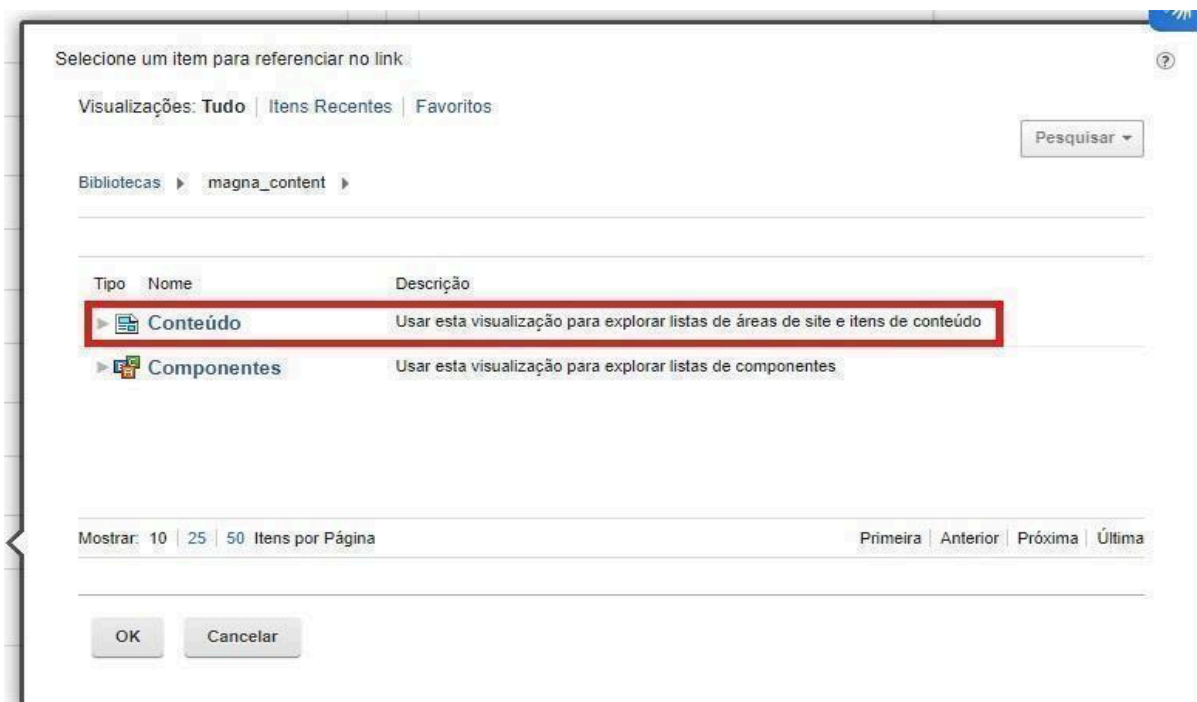 Selecione um item para referenciar no link
Visualizações: Tudo | Itens Recentes | Favoritos
Pesquisar
Bibliotecas magna_content
Tipo Nome Descrição
Conteúdo Usar esta visualização para explorar listas de áreas de site e itens de conteúdo
Componentes Usar esta visualização para explorar listas de componentes
Mostrar: 10 | 25 | 50 Itens por Página Primeira | Anterior | Próxima | Última
OK Cancelar